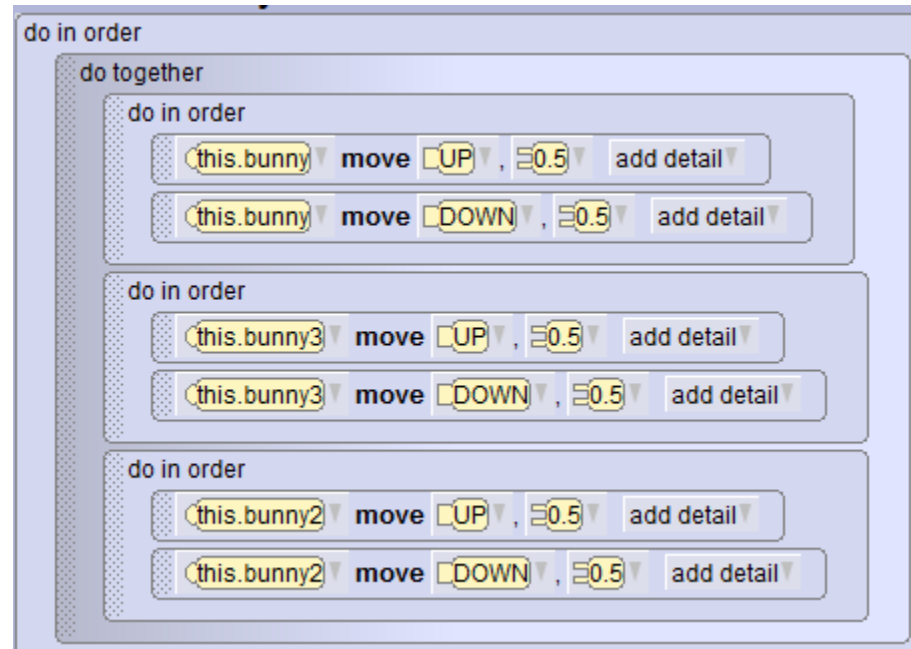 do in order
do together
do in order
this.bunny move UP , 0.5 add detail
this.bunny move DOWN , 0.5 add detail
do in order
this.bunny3 move UP , 0.5 add detail
this.bunny3 move DOWN , 0.5 add detail
do in order
this.bunny2 move UP , 0.5 add detail
this.bunny2 move DOWN , 0.5 add detail